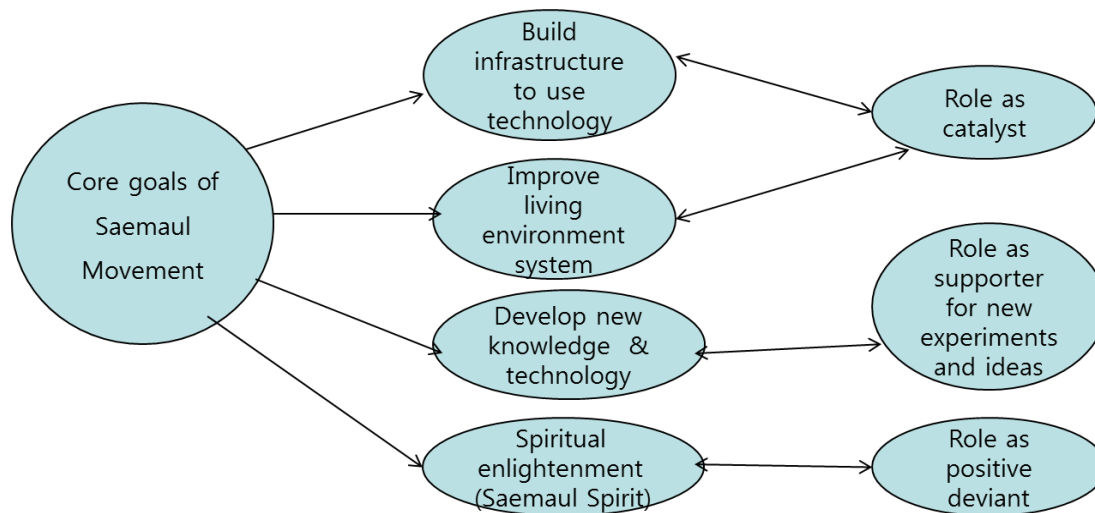 Core goals of
Saemaul
Movement
Build
infrastructure
to use
technology
Improve
living
environment
system
Develop new
knowledge &
technology
Spiritual
enlightenment
(Saemaul Spirit)
Role as
catalyst
Role as
supporter
for new
experiments
and ideas
Role as
positive
deviant